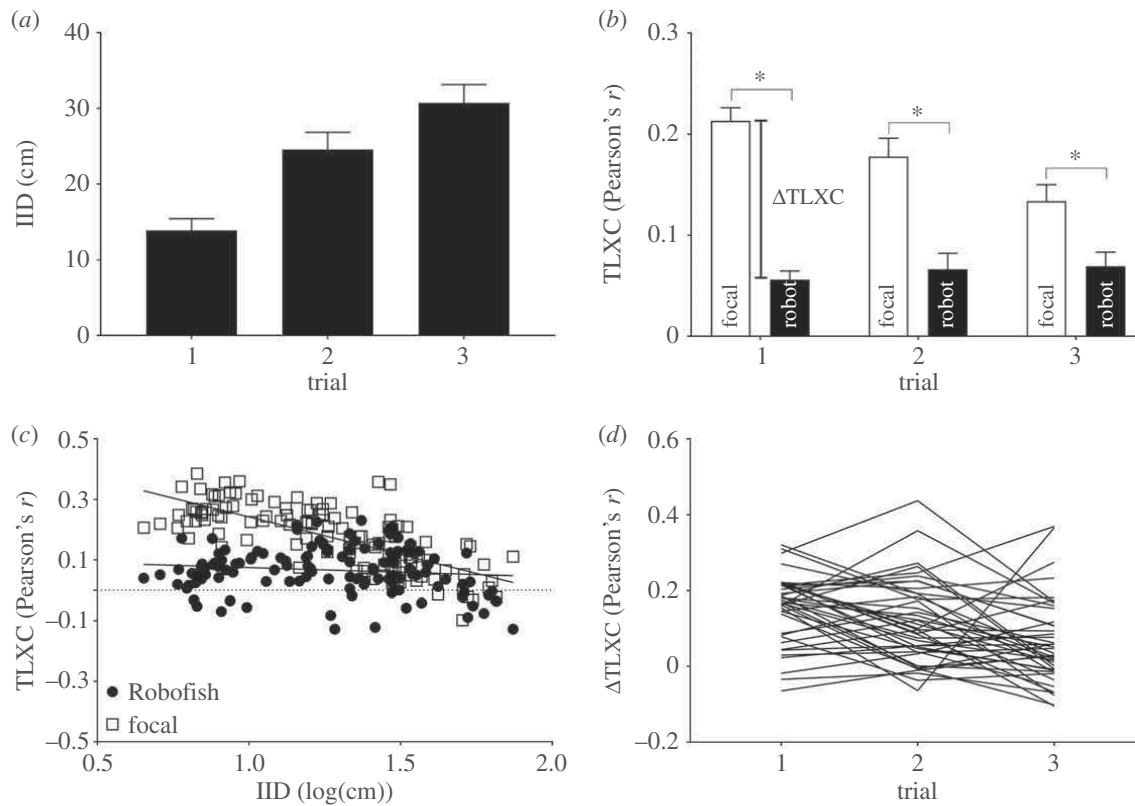 (a)
40
30
20
10
0
IID (cm)
1 2 3
trial
(b)
0.3
0.2
0.1
0
TLXC (Pearson's r)
* * *
ΔTLXC
focal robot focal robot focal robot
1 2 3
trial
(c)
0.5
0.3
0.1
–0.1
–0.3
–0.5
TLXC (Pearson's r)
Robofish
focal
0.5 1.0 1.5 2.0
IID (log(cm))
(d)
0.6
0.4
0.2
0
–0.2
ΔTLXC (Pearson's r)
1 2 3
trial